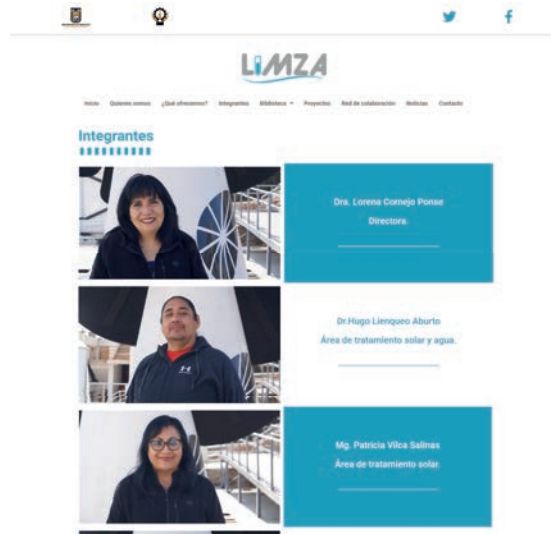 LiMZA
Inicio Quienes somos ¿Qué ofrecemos? Integrantes Biblioteca Proyectos Red de colaboración Noticias Contacto
Integrantes
Dra. Lorena Cornejo Ponse
Directora.
Dr.Hugo Lienqueo Aburto
Área de tratamiento solar y agua.
Mg. Patricia Vilca Salinas
Área de tratamiento solar.